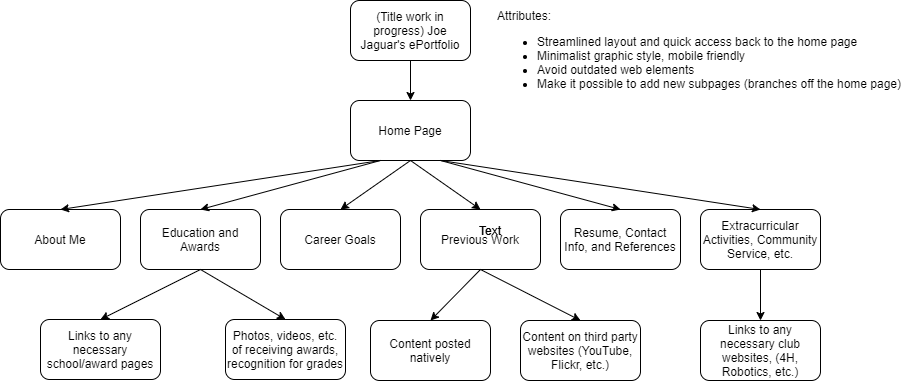 (Title work in
progress) Joe
Jaguar's ePortfolio
Attributes:
Streamlined layout and quick access back to the home page
Minimalist graphic style, mobile friendly
Avoid outdated web elements
Make it possible to add new subpages (branches off the home page)
Home Page
About Me
Education and
Awards
Career Goals
Text
Previous Work
Resume, Contact
Info, and References
Extracurricular
Activities, Community
Service, etc.
Links to any
necessary
school/award pages
Photos, videos, etc.
of receiving awards,
recognition for grades
Content posted
natively
Content on third party
websites (YouTube,
Flickr, etc.)
Links to any
necessary club
websites, (4H,
Robotics, etc.)